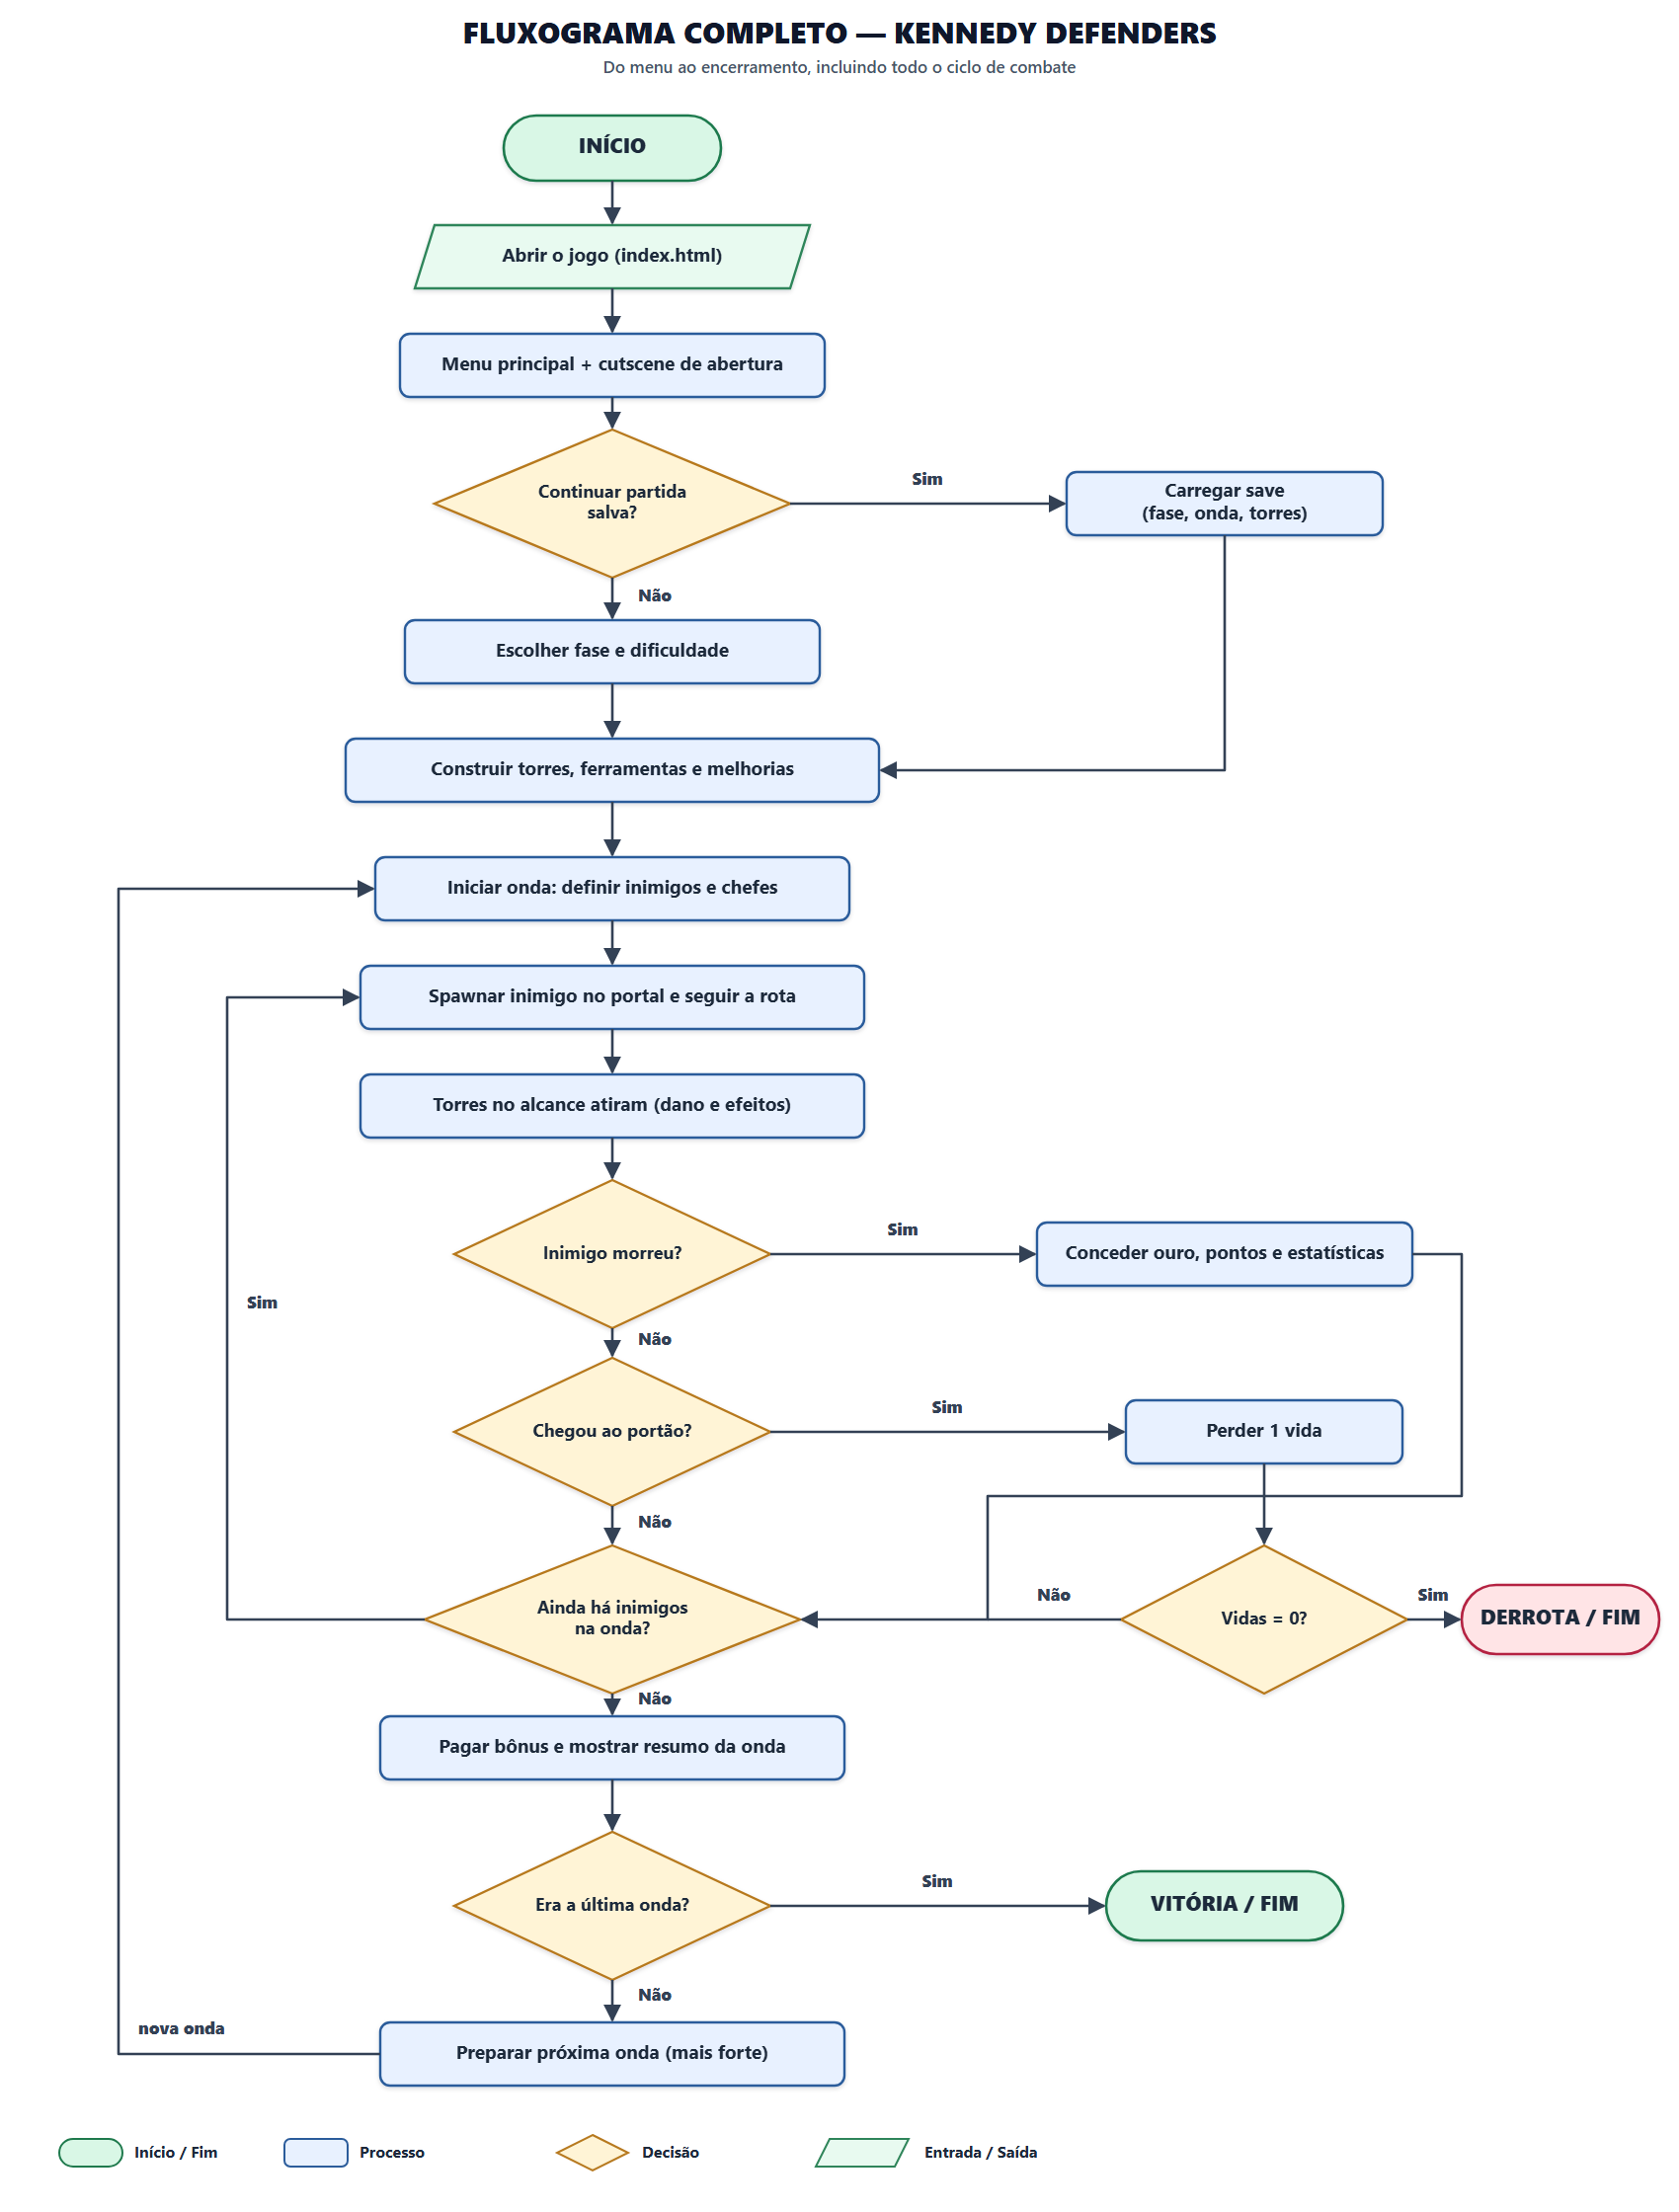 FLUXOGRAMA COMPLETO — KENNEDY DEFENDERS
Do menu ao encerramento, incluindo todo o ciclo de combate
INÍCIO
Abrir o jogo (index.html)
Menu principal + cutscene de abertura
Continuar partida
salva?
Sim
Carregar save
(fase, onda, torres)
Não
Escolher fase e dificuldade
Construir torres, ferramentas e melhorias
Iniciar onda: definir inimigos e chefes
Spawnar inimigo no portal e seguir a rota
Torres no alcance atiram (dano e efeitos)
Inimigo morreu?
Sim
Conceder ouro, pontos e estatísticas
Sim
Não
Chegou ao portão?
Sim
Perder 1 vida
Não
Ainda há inimigos
na onda?
Não
Vidas = 0?
Sim
DERROTA / FIM
Não
Pagar bônus e mostrar resumo da onda
Era a última onda?
Sim
VITÓRIA / FIM
Não
nova onda
Preparar próxima onda (mais forte)
Início / Fim
Processo
Decisão
Entrada / Saída